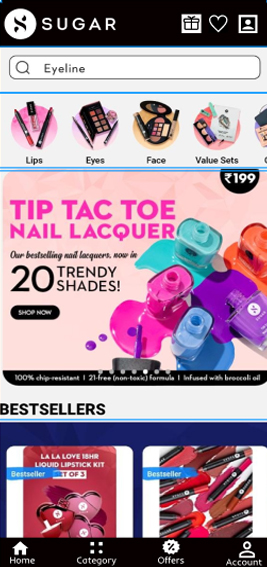 SUGAR
Eyeline
Lips
Eyes
Face
Value Sets
₹199
TIP TAC TOE
NAIL LACQUER
Our bestselling nail lacquers, now in
20 TRENDY
SHADES!
SHOP NOW
100% chip-resistant | 21-free (non-toxic) formula | Infused with broccoli oil
BESTSELLERS
LA LA LOVE 15HR
LIQUID LIPSTICK KIT
SET OF 3
Bestseller
Bestseller
Home
Category
Offers
Account